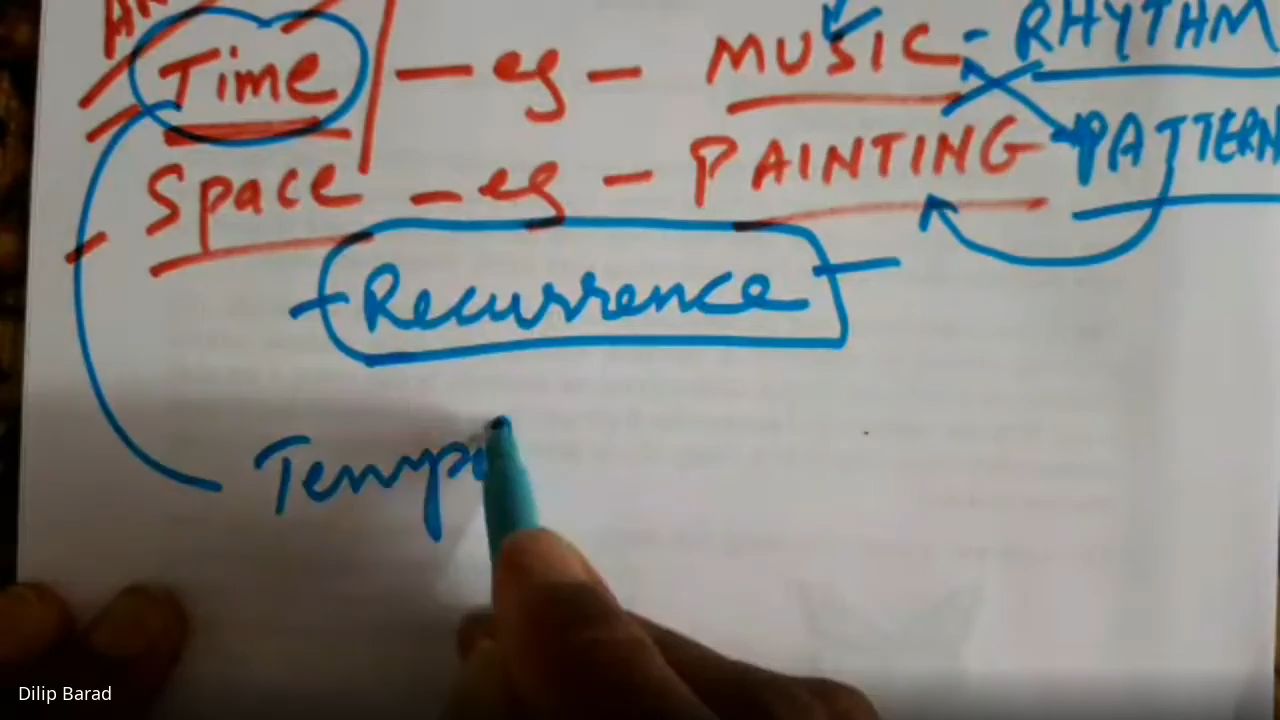 Time - eg - MUSIC - RHYTHM
Space - eg - PAINTING - PATTERN
Recurrence
Tempo
Dilip Barad